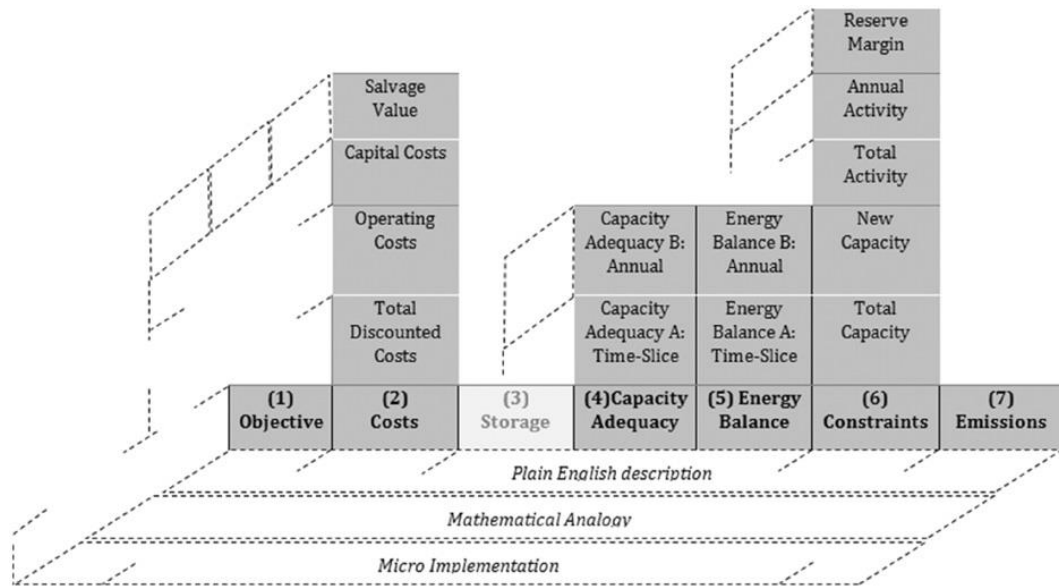 Reserve
Margin
Salvage
Value
Annual
Activity
Capital Costs
Total
Activity
Operating
Costs
Capacity
Adequacy B:
Annual
Energy
Balance B:
Annual
New
Capacity
Total
Discounted
Costs
Capacity
Adequacy A:
Time-Slice
Energy
Balance A:
Time-Slice
Total
Capacity
(1)
Objective
(2)
Costs
(3)
Storage
(4)Capacity
Adequacy
(5) Energy
Balance
(6)
Constraints
(7)
Emissions
Plain English description
Mathematical Analogy
Micro Implementation